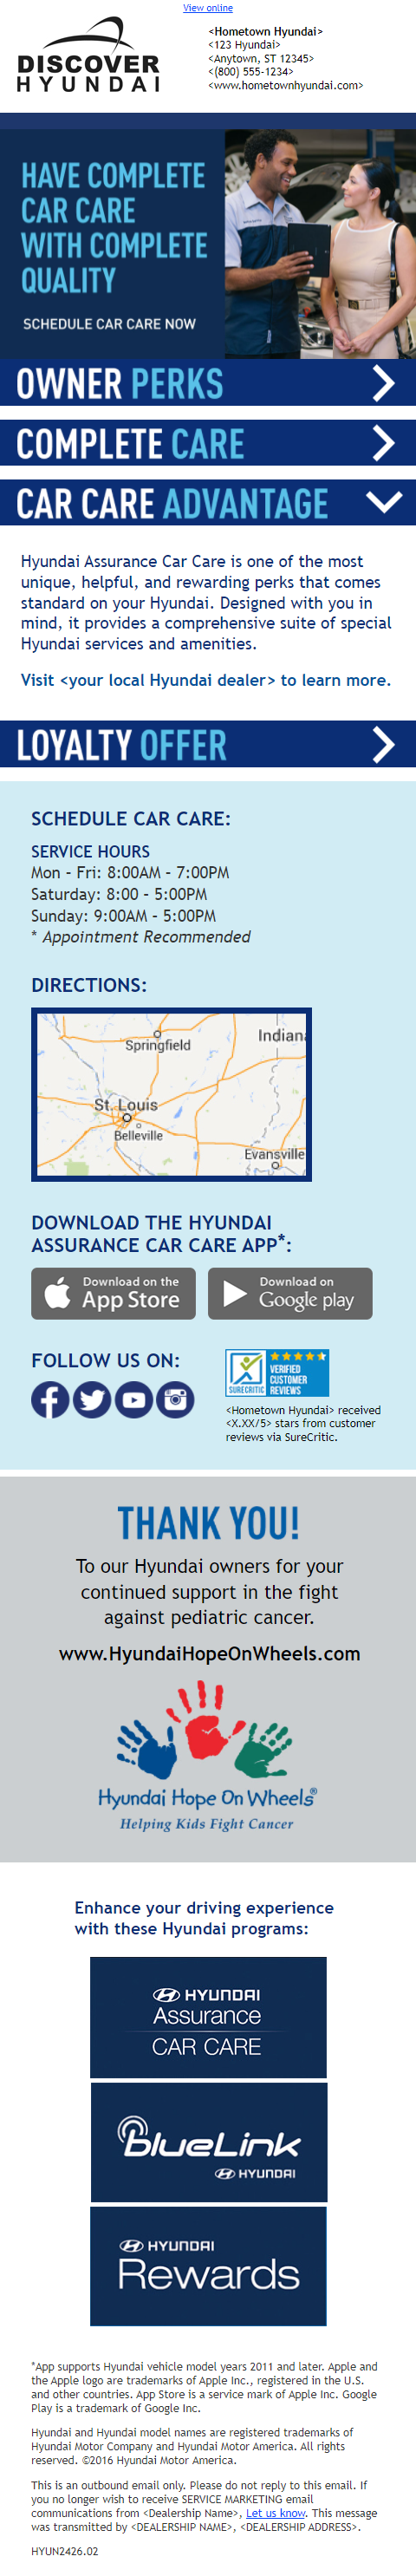 View online
DISCOVER
HYUNDAI
<Hometown Hyundai>
<123 Hyundai>
<Anytown, ST 12345>
<(800) 555-1234>
<www.hometownhyundai.com>
HAVE COMPLETE
CAR CARE
WITH COMPLETE
QUALITY
SCHEDULE CAR CARE NOW
OWNER PERKS
COMPLETE CARE
CAR CARE ADVANTAGE
Hyundai Assurance Car Care is one of the most
unique, helpful, and rewarding perks that comes
standard on your Hyundai. Designed with you in
mind, it provides a comprehensive suite of special
Hyundai services and amenities.
Visit <your local Hyundai dealer> to learn more.
LOYALTY OFFER
SCHEDULE CAR CARE:
SERVICE HOURS
Mon - Fri: 8:00AM - 7:00PM
Saturday: 8:00 - 5:00PM
Sunday: 9:00AM - 5:00PM
* Appointment Recommended
DIRECTIONS:
Indiana
Springfield
St. Louis
Belleville
Evansville
DOWNLOAD THE HYUNDAI
ASSURANCE CAR CARE APP*:
Download on the
App Store
Download on
Google play
FOLLOW US ON:
SURECRITIC
VERIFIED
CUSTOMER
REVIEWS
<Hometown Hyundai> received
<X.XX/5> stars from customer
reviews via SureCritic.
THANK YOU!
To our Hyundai owners for your
continued support in the fight
against pediatric cancer.
www.HyundaiHopeOnWheels.com
Hyundai Hope On Wheels®
Helping Kids Fight Cancer
Enhance your driving experience
with these Hyundai programs:
HYUNDAI
Assurance
CAR CARE
blueLink
HYUNDAI
HYUNDAI
Rewards
*App supports Hyundai vehicle model years 2011 and later. Apple and
the Apple logo are trademarks of Apple Inc., registered in the U.S.
and other countries. App Store is a service mark of Apple Inc. Google
Play is a trademark of Google Inc.
Hyundai and Hyundai model names are registered trademarks of
Hyundai Motor Company and Hyundai Motor America. All rights
reserved. ©2016 Hyundai Motor America.
This is an outbound email only. Please do not reply to this email. If
you no longer wish to receive SERVICE MARKETING email
communications from <Dealership Name>, Let us know. This message
was transmitted by <DEALERSHIP NAME>, <DEALERSHIP ADDRESS>.
HYUN2426.02